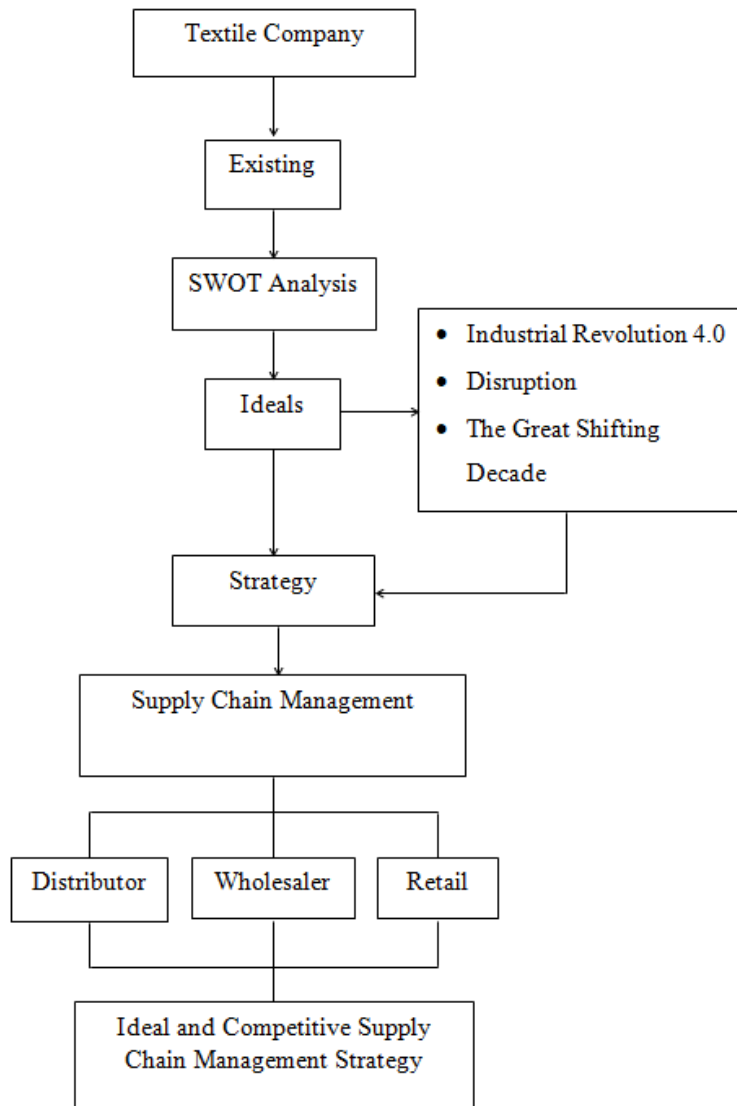 Textile Company
Existing
SWOT Analysis
Ideals
• Industrial Revolution 4.0
• Disruption
• The Great Shifting
Decade
Strategy
Supply Chain Management
Distributor
Wholesaler
Retail
Ideal and Competitive Supply
Chain Management Strategy